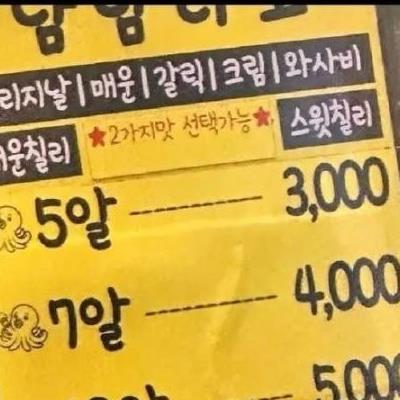 리지날 | 매운 | 갈릭 | 크림 | 와사비
운칠리 ★2가지맛 선택가능★ 스윗칠리
5알 3,000
7알 4,000
5,000